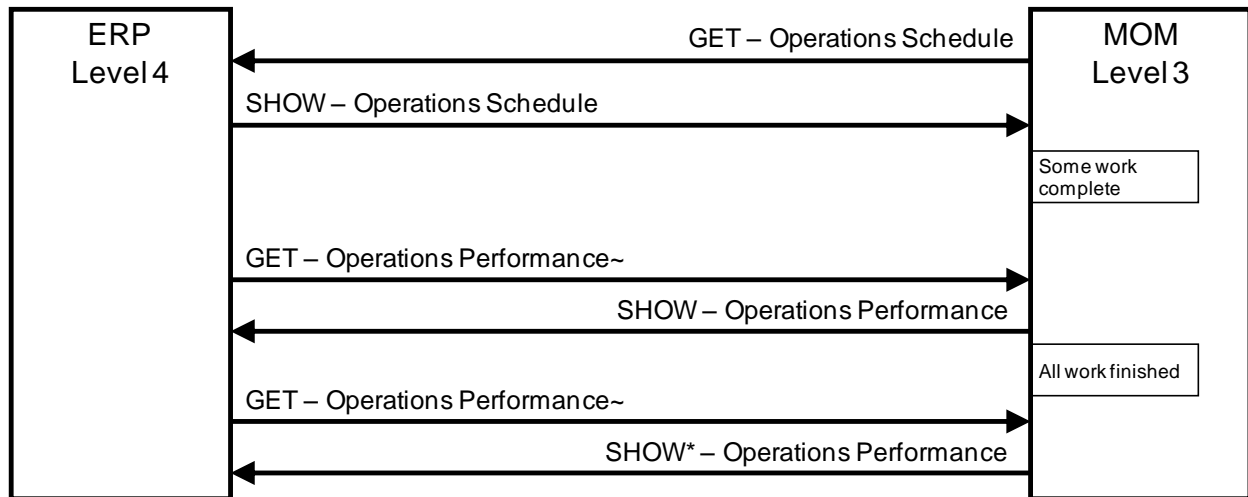 ERP
Level 4
MOM
Level 3
GET – Operations Schedule
SHOW – Operations Schedule
Some work
complete
GET – Operations Performance~
SHOW – Operations Performance
All work finished
GET – Operations Performance~
SHOW* – Operations Performance